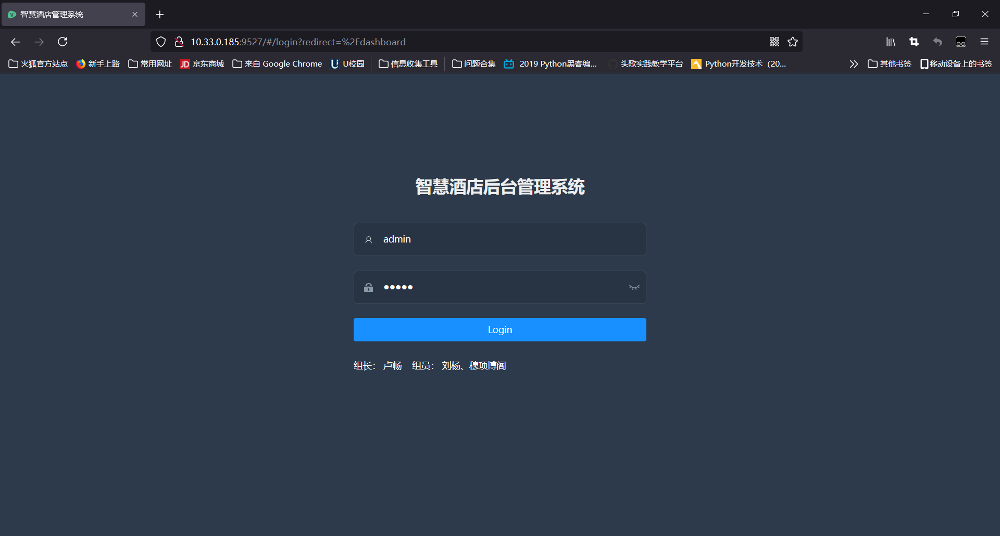 智慧酒店管理系统
10.33.0.185:9527/#/login?redirect=%2Fdashboard
火狐官方站点 新手上路 常用网址 JD 京东商城 来自 Google Chrome U U校园 信息收集工具 问题合集 2019 Python黑客编... 头歌实践教学平台 Python开发技术（20... 其他书签 移动设备上的书签
智慧酒店后台管理系统
admin
Login
组长： 卢畅 组员： 刘杨、穆项博阁